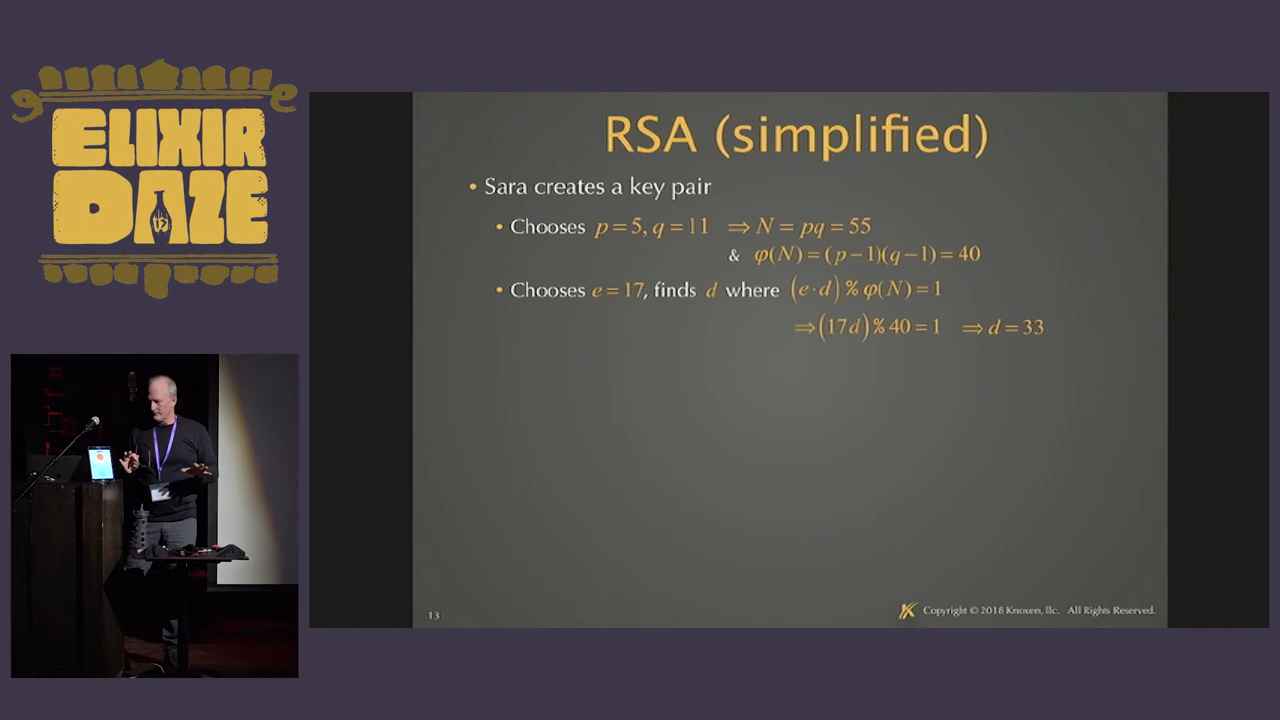 ELIXIR
DAZE
RSA (simplified)
• Sara creates a key pair
• Chooses p = 5, q = 11 ⇒ N = pq = 55
& φ(N) = (p − 1)(q − 1) = 40
• Chooses e = 17, finds d where (e · d) % φ(N) = 1
⇒ (17d) % 40 = 1 ⇒ d = 33
13
Copyright © 2018 Knoxen, llc. All Rights Reserved.